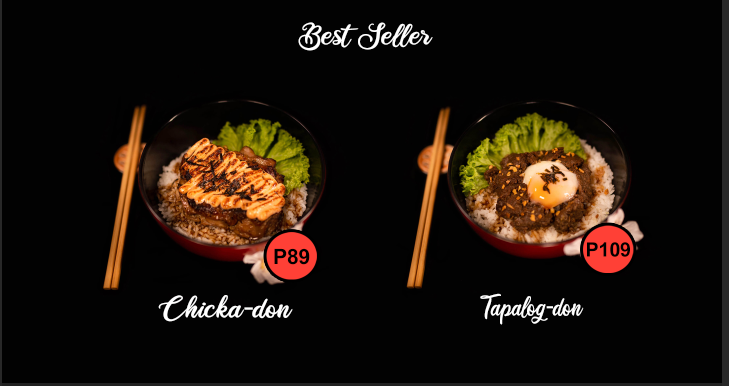 Best Seller
P89
P109
Chicka-don
Tapalog-don